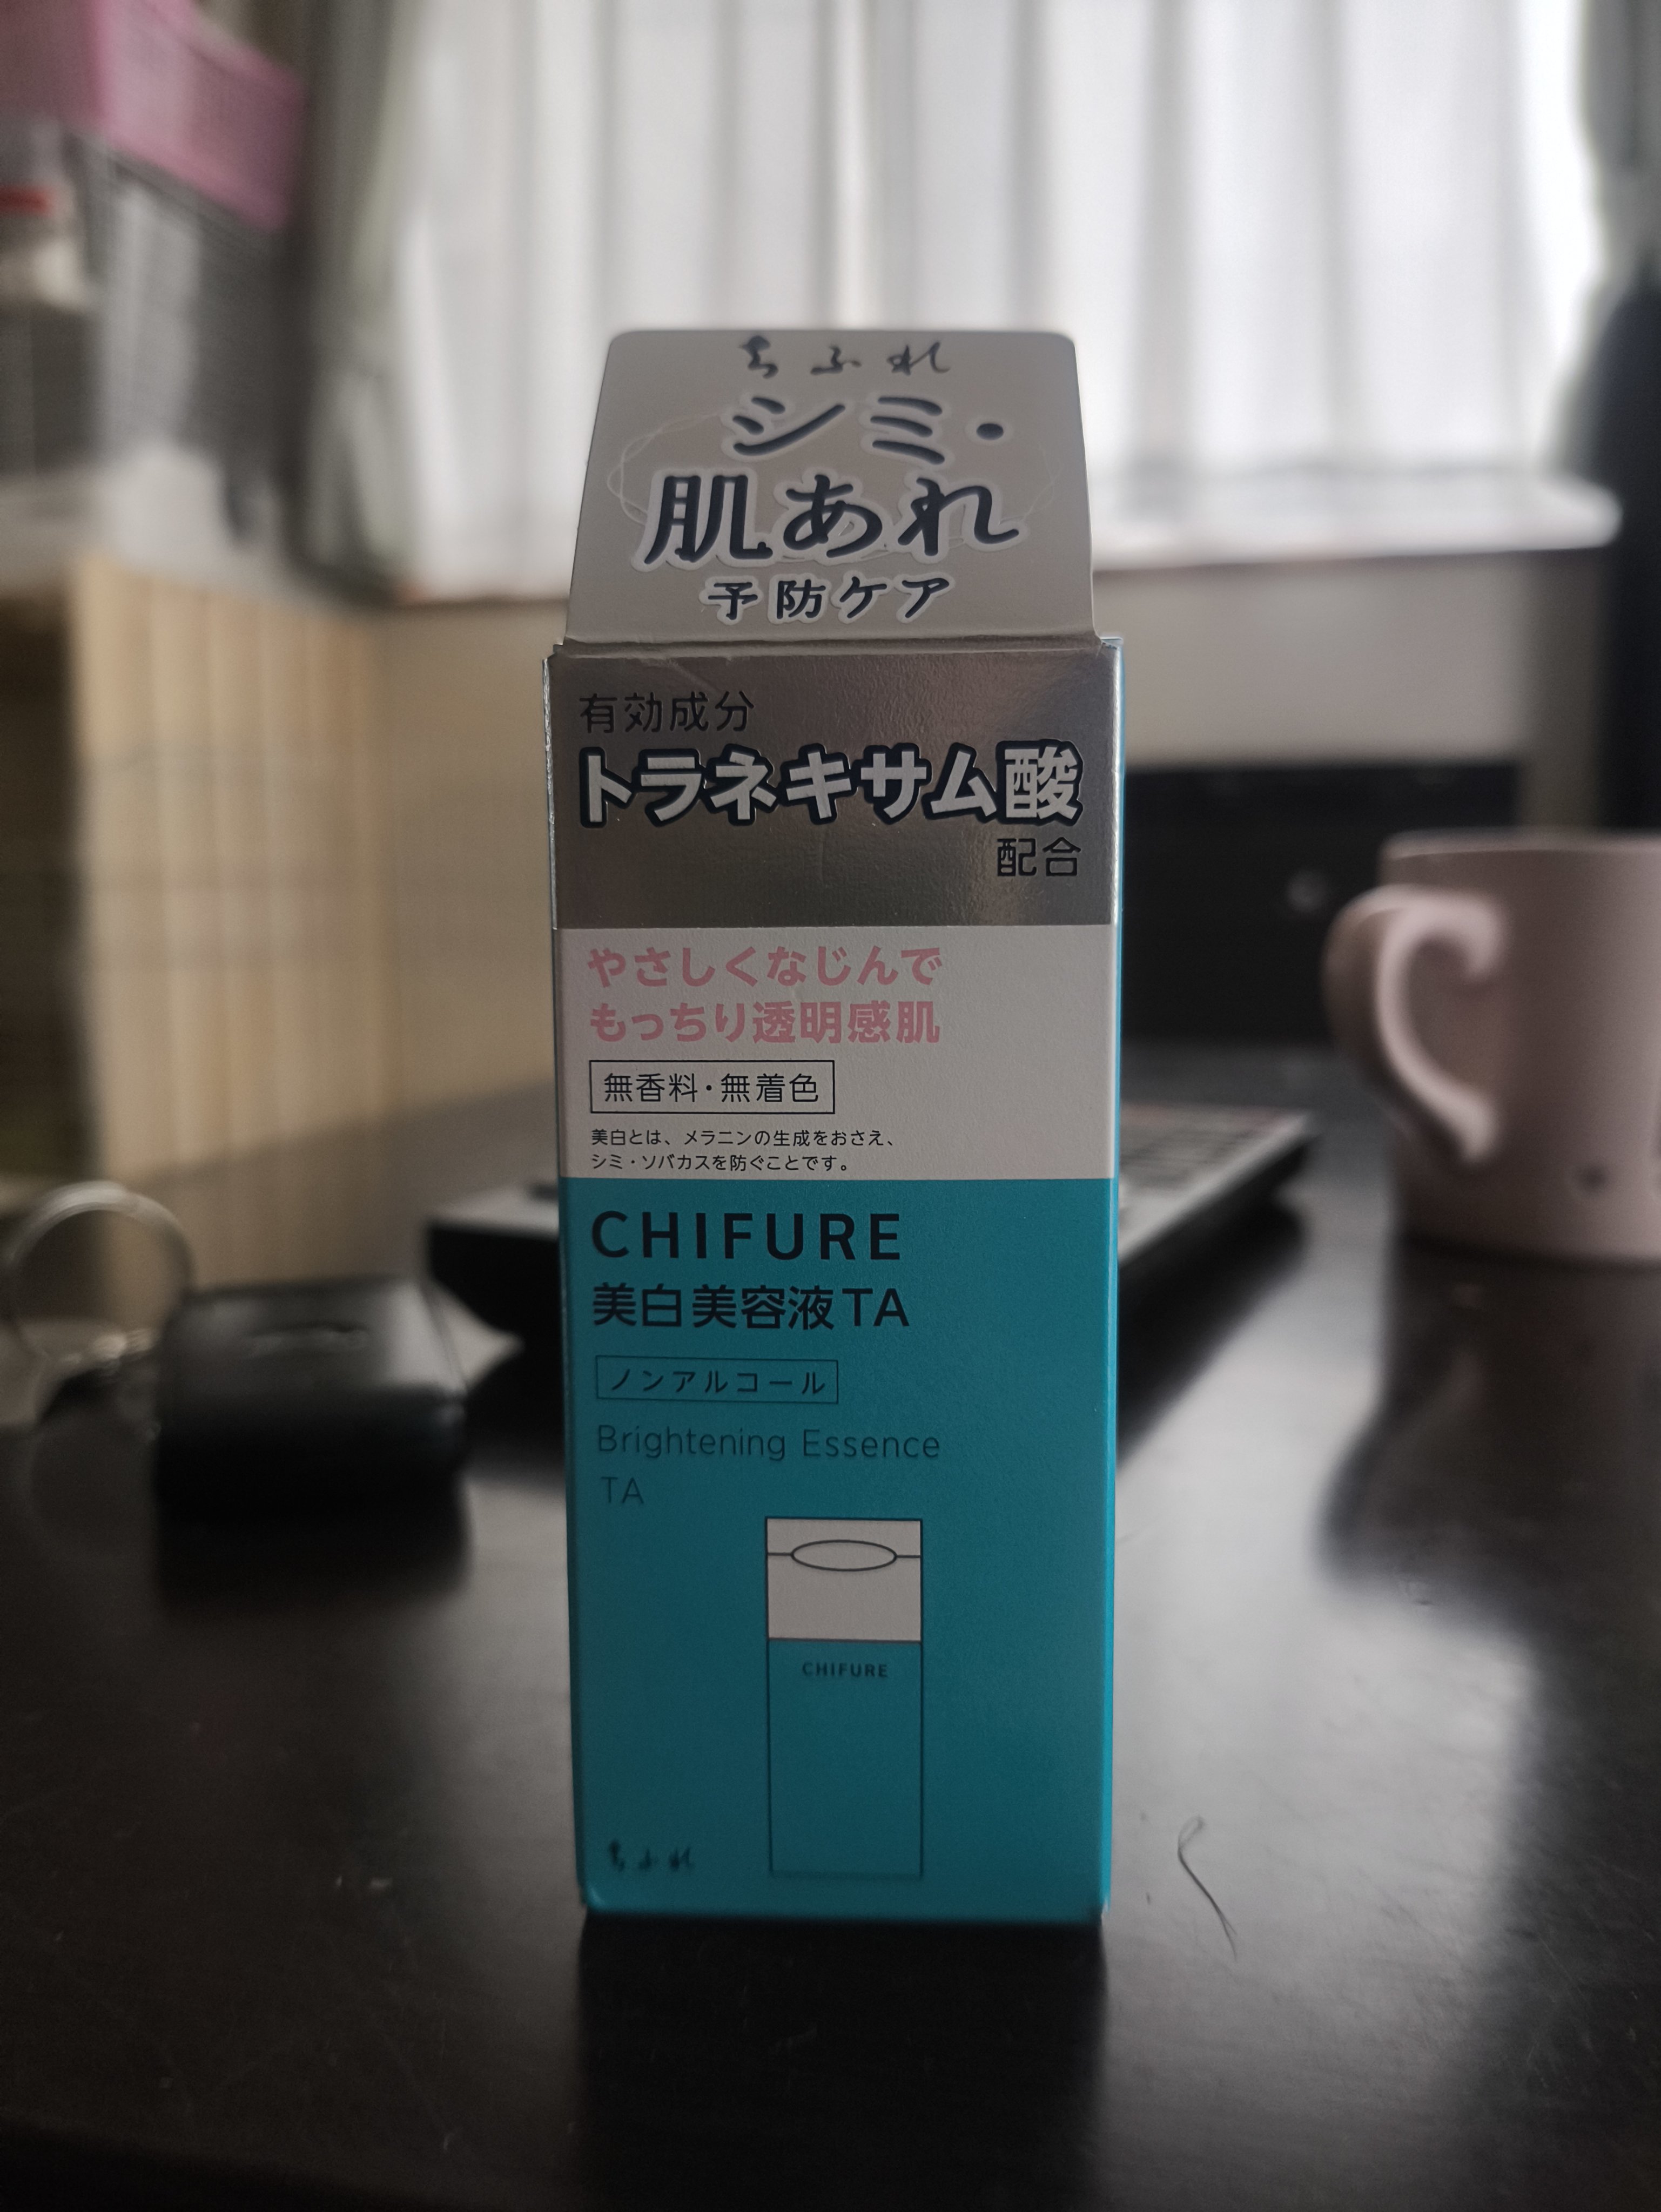 ちふれ
シミ・
肌あれ
予防ケア
有効成分
トラネキサム酸
配合
やさしくなじんで
もっちり透明感肌
無香料・無着色
美白とは、メラニンの生成をおさえ、
シミ・ソバカスを防ぐことです。
CHIFURE
美白美容液TA
ノンアルコール
Brightening Essence
TA
CHIFURE
ちふれ